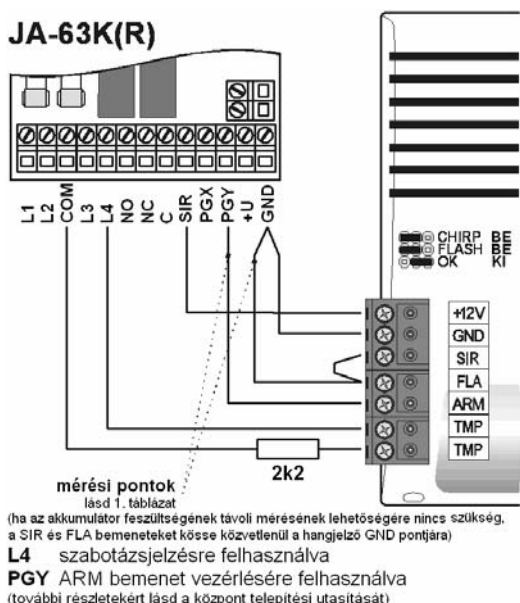 JA-63K(R)
L1
L2
COM
L3
L4
NO
NC
C
SIR
PGX
PGY
+U
GND
CHIRP BE
FLASH BE
OK KI
+12V
GND
SIR
FLA
ARM
TMP
TMP
2k2
mérési pontok
lásd 1. táblázat
(ha az akkumulátor feszültségének távoli mérésének lehetőségére nincs szükség,
a SIR és FLA bemeneteket kösse közvetlenül a hangjelző GND pontjára)
L4 szabotázsjelzésre felhasználva
PGY ARM bemenet vezérlésére felhasználva
(további részletekért lásd a központ telepítési utasítását)